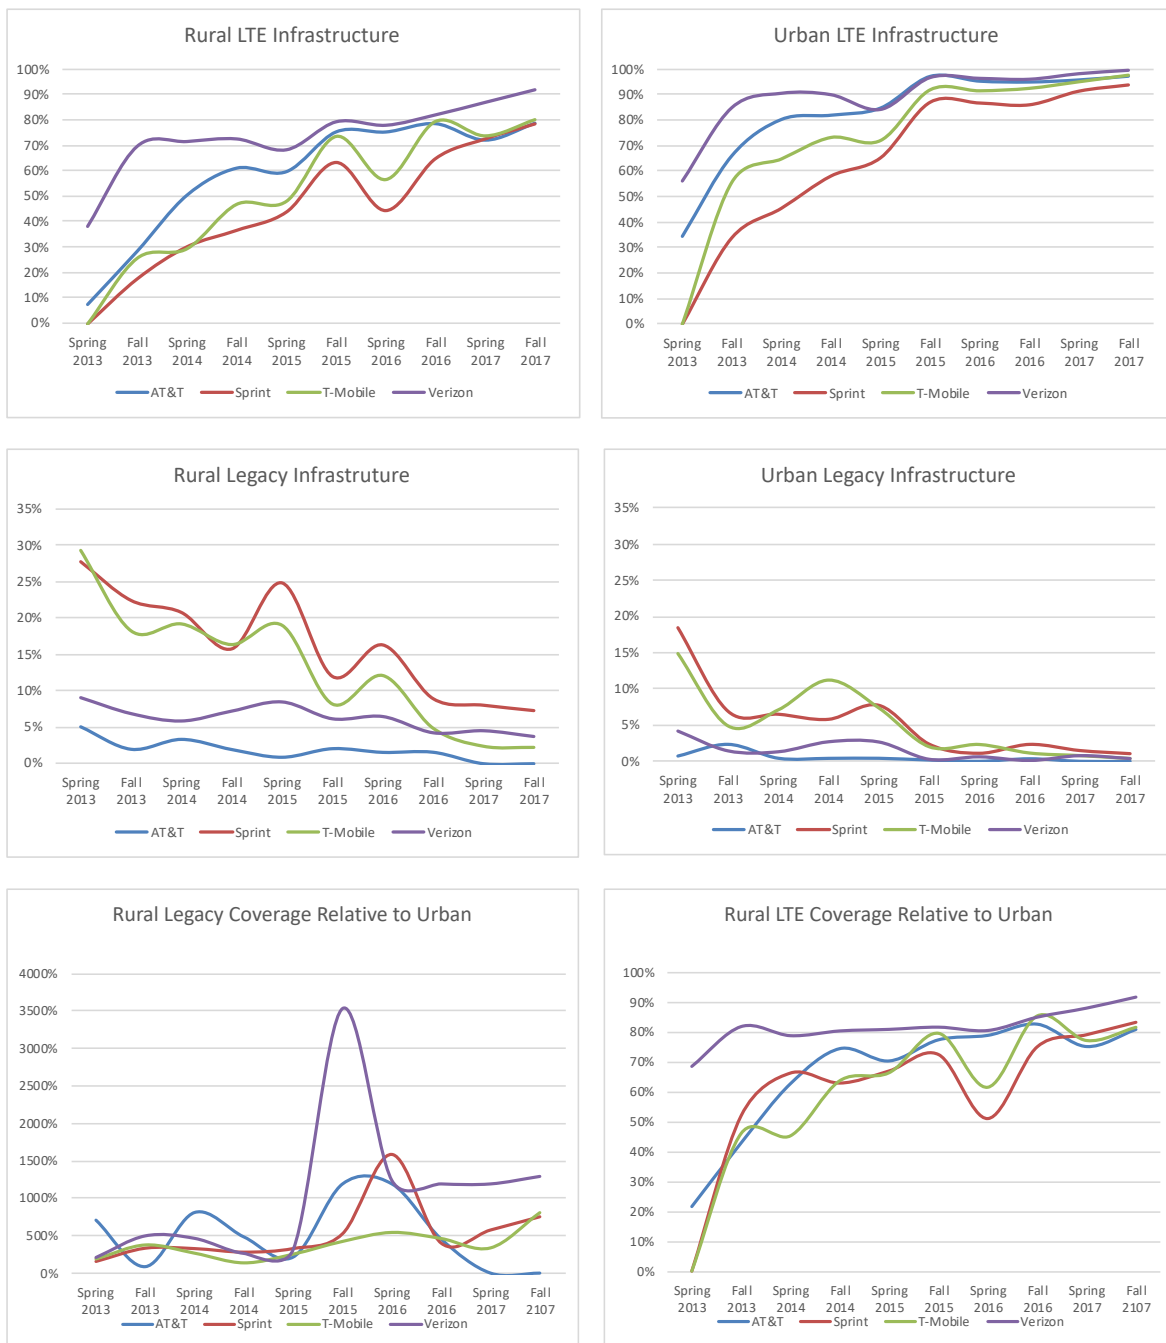 Rural LTE Infrastructure
100%
90%
80%
70%
60%
50%
40%
30%
20%
10%
0%
Spring 2013
Fall 2013
Spring 2014
Fall 2014
Spring 2015
Fall 2015
Spring 2016
Fall 2016
Spring 2017
Fall 2017
AT&T Sprint T-Mobile Verizon
Urban LTE Infrastructure
100%
90%
80%
70%
60%
50%
40%
30%
20%
10%
0%
Spring 2013
Fall 2013
Spring 2014
Fall 2014
Spring 2015
Fall 2015
Spring 2016
Fall 2016
Spring 2017
Fall 2017
AT&T Sprint T-Mobile Verizon
Rural Legacy Infrastruture
35%
30%
25%
20%
15%
10%
5%
0%
Spring 2013
Fall 2013
Spring 2014
Fall 2014
Spring 2015
Fall 2015
Spring 2016
Fall 2016
Spring 2017
Fall 2017
AT&T Sprint T-Mobile Verizon
Urban Legacy Infrastructure
35%
30%
25%
20%
15%
10%
5%
0%
Spring 2013
Fall 2013
Spring 2014
Fall 2014
Spring 2015
Fall 2015
Spring 2016
Fall 2016
Spring 2017
Fall 2017
AT&T Sprint T-Mobile Verizon
Rural Legacy Coverage Relative to Urban
4000%
3500%
3000%
2500%
2000%
1500%
1000%
500%
0%
Spring 2013
Fall 2013
Spring 2014
Fall 2014
Spring 2015
Fall 2015
Spring 2016
Fall 2016
Spring 2017
Fall 2107
AT&T Sprint T-Mobile Verizon
Rural LTE Coverage Relative to Urban
100%
90%
80%
70%
60%
50%
40%
30%
20%
10%
0%
Spring 2013
Fall 2013
Spring 2014
Fall 2014
Spring 2015
Fall 2015
Spring 2016
Fall 2016
Spring 2017
Fall 2107
AT&T Sprint T-Mobile Verizon